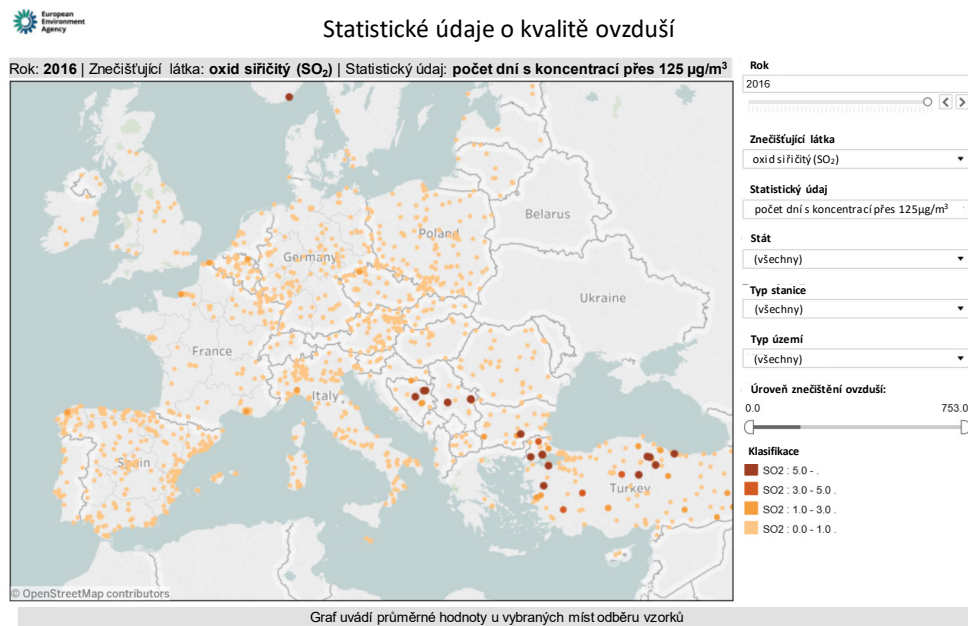 European
Environment
Agency
Statistické údaje o kvalitě ovzduší
Rok: 2016 | Znečišťující látka: oxid siřičitý (SO₂) | Statistický údaj: počet dní s koncentrací přes 125 µg/m³
Rok
2016
Znečišťující látka
oxid siřičitý (SO₂)
Statistický údaj
počet dní s koncentrací přes 125µg/m³
Stát
(všechny)
Typ stanice
(všechny)
Typ území
(všechny)
Úroveň znečištění ovzduší:
0.0 753.0
Klasifikace
SO2 : 5.0 - .
SO2 : 3.0 - 5.0 .
SO2 : 1.0 - 3.0 .
SO2 : 0.0 - 1.0 .
Belarus
Poland
Germany
Ukraine
France
Italy
Spain
Turkey
© OpenStreetMap contributors
Graf uvádí průměrné hodnoty u vybraných míst odběru vzorků